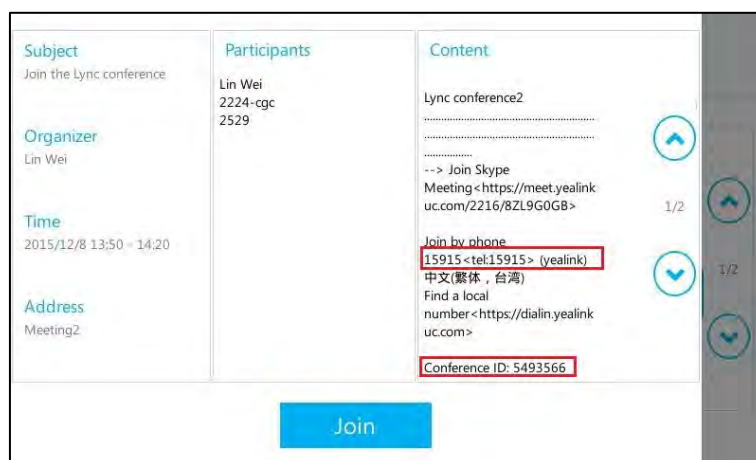 Subject
Join the Lync conference
Organizer
Lin Wei
Time
2015/12/8 13:50 - 14:20
Address
Meeting2
Participants
Lin Wei
2224-cgc
2529
Content
Lync conference2
............................................................
............................................................
.................
--> Join Skype
Meeting<https://meet.yealink
uc.com/2216/8ZL9G0GB>
Join by phone
15915<tel:15915> (yealink)
中文(繁体，台湾)
Find a local
number<https://dialin.yealink
uc.com>
Conference ID: 5493566
1/2
1/2
Join